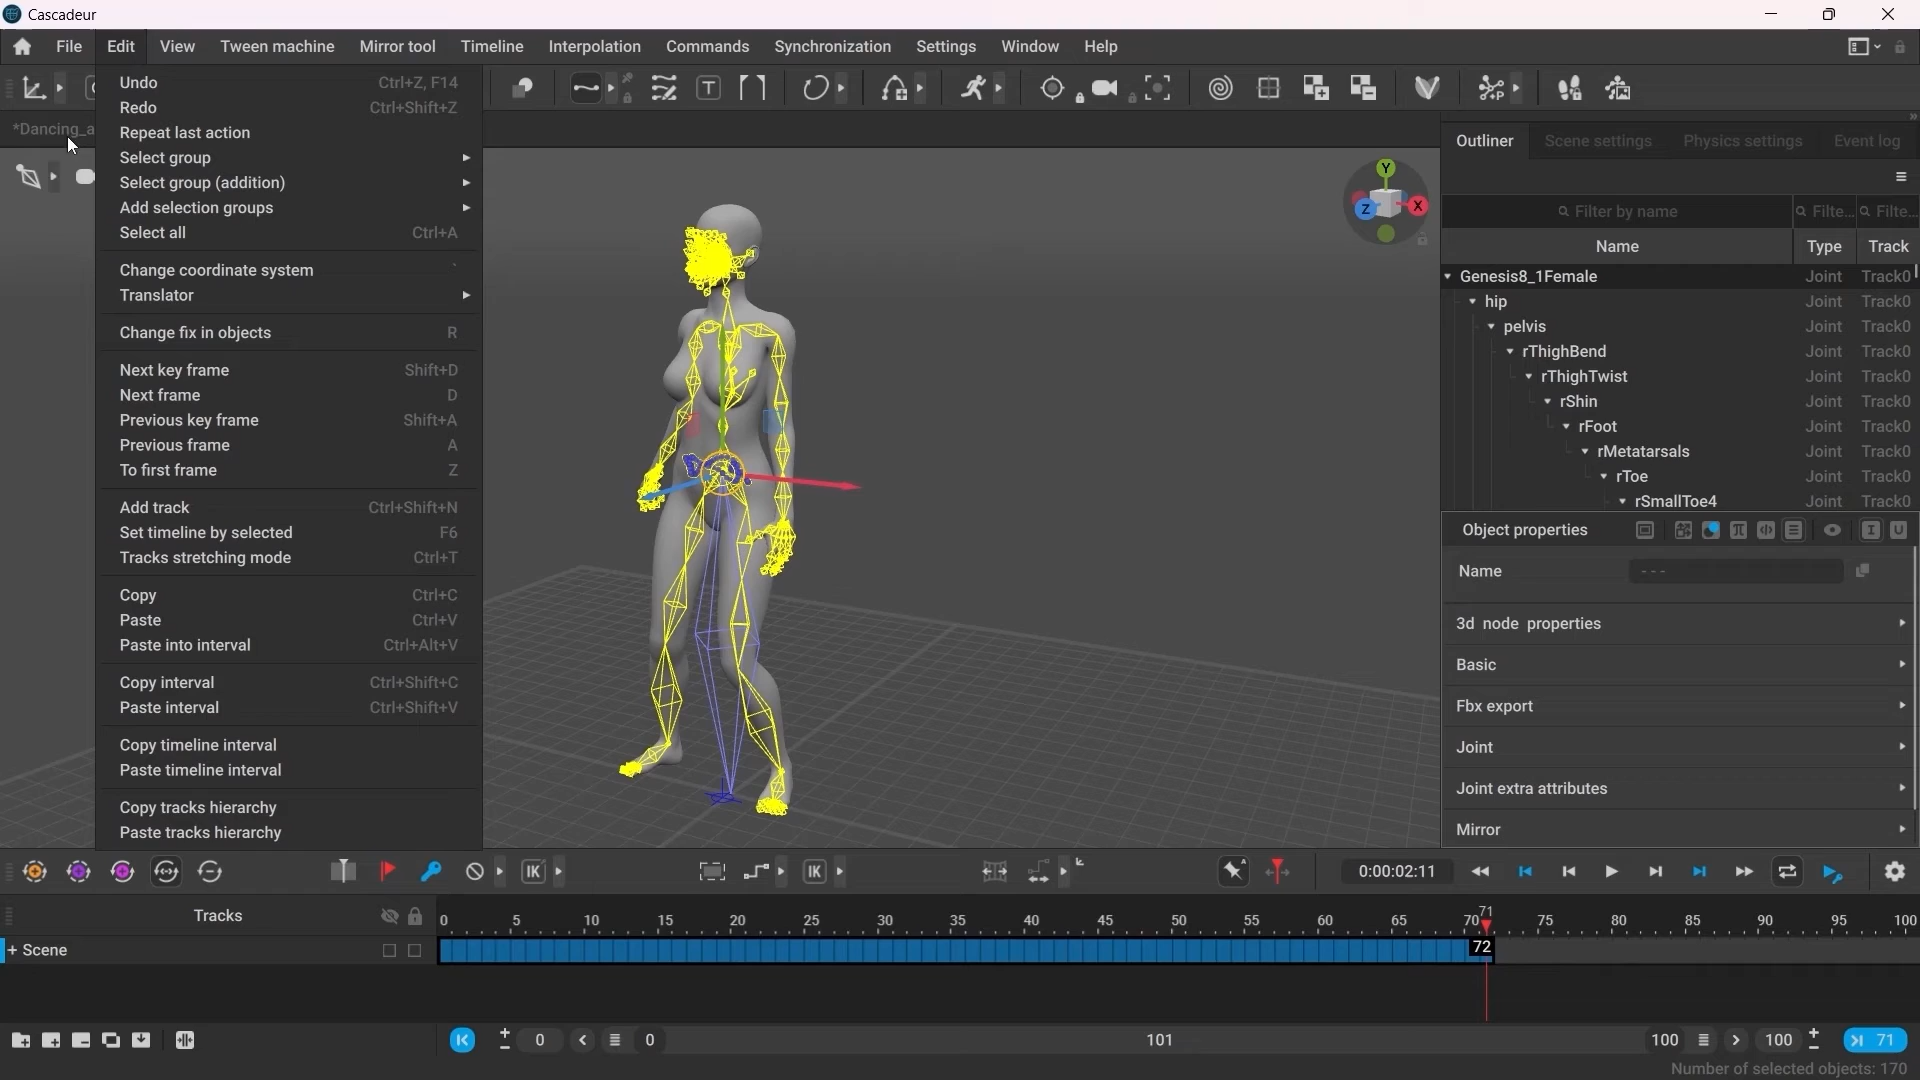 Cascadeur
File Edit View Tween machine Mirror tool Timeline Interpolation Commands Synchronization Settings Window Help
*Dancing_a
Undo Ctrl+Z, F14
Redo Ctrl+Shift+Z
Repeat last action
Select group
Select group (addition)
Add selection groups
Select all Ctrl+A
Change coordinate system `
Translator
Change fix in objects R
Next key frame Shift+D
Next frame D
Previous key frame Shift+A
Previous frame A
To first frame Z
Add track Ctrl+Shift+N
Set timeline by selected F6
Tracks stretching mode Ctrl+T
Copy Ctrl+C
Paste Ctrl+V
Paste into interval Ctrl+Alt+V
Copy interval Ctrl+Shift+C
Paste interval Ctrl+Shift+V
Copy timeline interval
Paste timeline interval
Copy tracks hierarchy
Paste tracks hierarchy
Y
Z X
Outliner Scene settings Physics settings Event log
Filter by name Filte... Filte...
Name Type Track
Genesis8_1Female Joint Track0
hip Joint Track0
pelvis Joint Track0
rThighBend Joint Track0
rThighTwist Joint Track0
rShin Joint Track0
rFoot Joint Track0
rMetatarsals Joint Track0
rToe Joint Track0
rSmallToe4 Joint Track0
Object properties
Name ---
3d node properties
Basic
Fbx export
Joint
Joint extra attributes
Mirror
IK IK 0:00:02:11
Tracks 0 5 10 15 20 25 30 35 40 45 50 55 60 65 70 71 75 80 85 90 95 100
+ Scene 72
0 0 101 100 100 71
Number of selected objects: 170